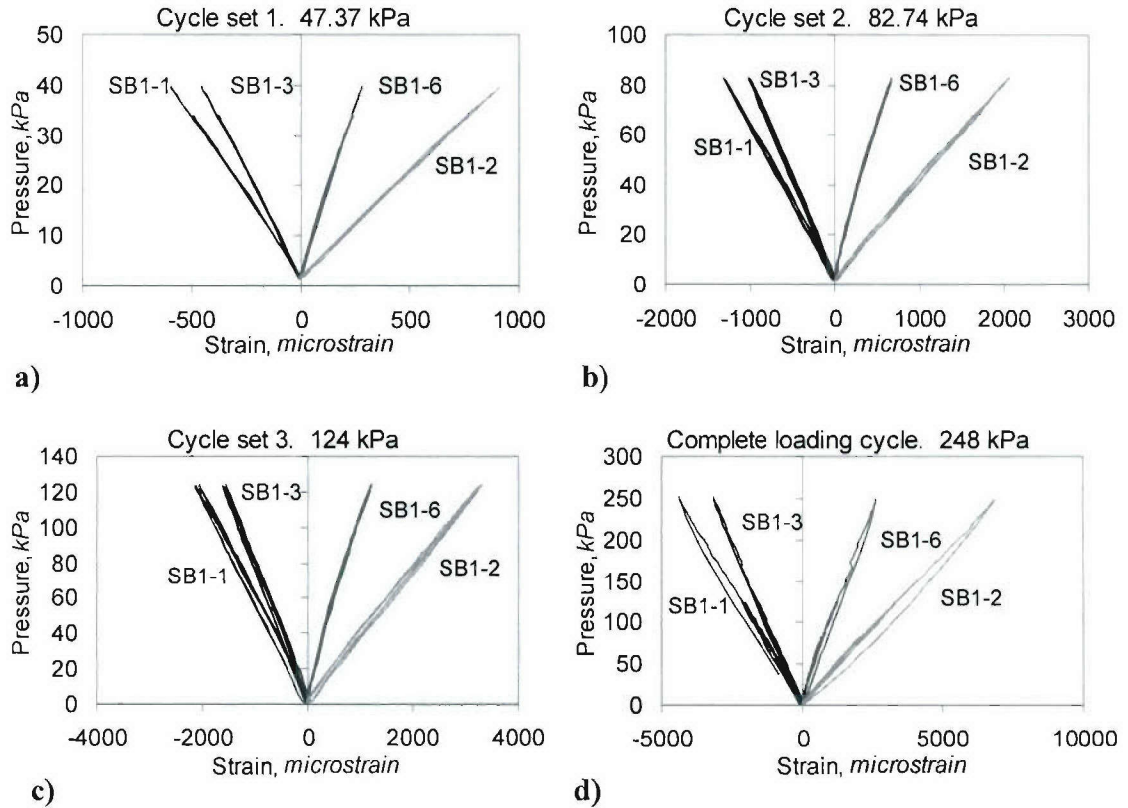 Cycle set 1. 47.37 kPa
50
40
30
20
10
0
Pressure, kPa
SB1-1
SB1-3
SB1-6
SB1-2
-1000
-500
0
500
1000
Strain, microstrain
a)
Cycle set 2. 82.74 kPa
100
80
60
40
20
0
Pressure, kPa
SB1-3
SB1-6
SB1-1
SB1-2
-2000
-1000
0
1000
2000
3000
Strain, microstrain
b)
Cycle set 3. 124 kPa
140
120
100
80
60
40
20
0
Pressure, kPa
SB1-3
SB1-6
SB1-1
SB1-2
-4000
-2000
0
2000
4000
Strain, microstrain
c)
Complete loading cycle. 248 kPa
300
250
200
150
100
50
0
Pressure, kPa
SB1-3
SB1-6
SB1-1
SB1-2
-5000
0
5000
10000
Strain, microstrain
d)